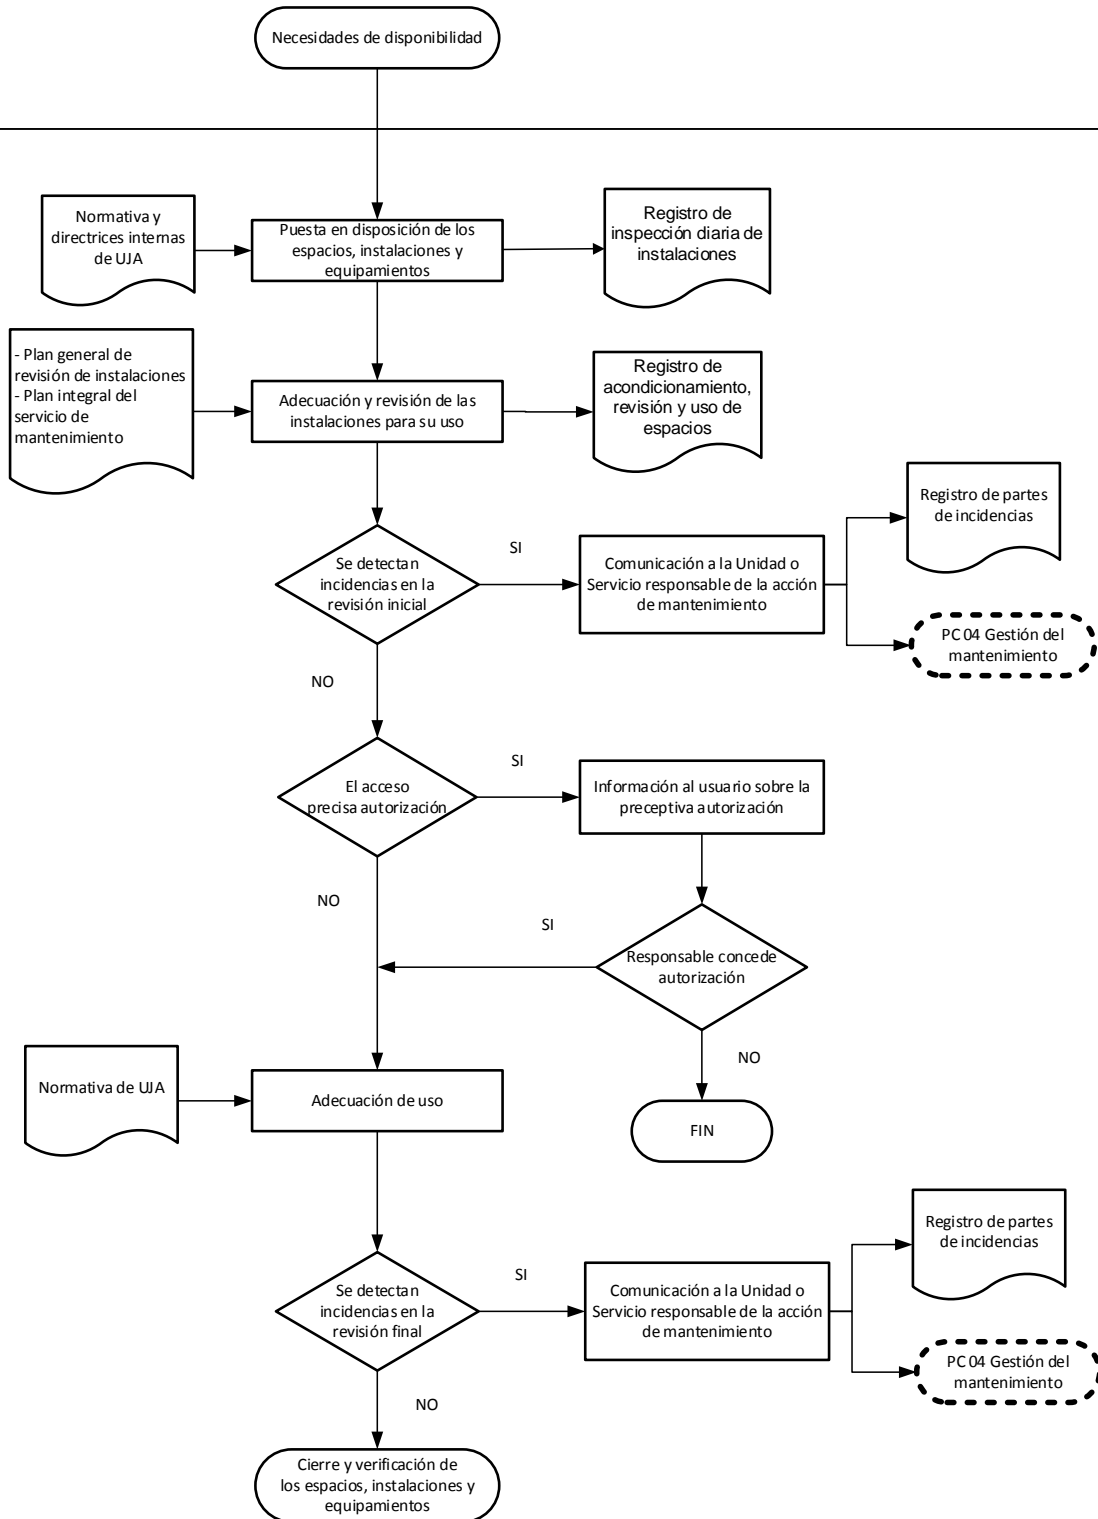 Necesidades de disponibilidad
Normativa y
directrices internas
de UJA
Puesta en disposición de los
espacios, instalaciones y
equipamientos
Registro de
inspección diaria de
instalaciones
- Plan general de
revisión de instalaciones
- Plan integral del
servicio de
mantenimiento
Adecuación y revisión de las
instalaciones para su uso
Registro de
acondicionamiento,
revisión y uso de
espacios
Se detectan
incidencias en la
revisión inicial
SI
Comunicación a la Unidad o
Servicio responsable de la acción
de mantenimiento
Registro de partes
de incidencias
PC 04 Gestión del
mantenimiento
NO
El acceso
precisa autorización
SI
Información al usuario sobre la
preceptiva autorización
NO
SI
Responsable concede
autorización
NO
FIN
Normativa de UJA
Adecuación de uso
Se detectan
incidencias en la
revisión final
SI
Comunicación a la Unidad o
Servicio responsable de la acción
de mantenimiento
Registro de partes
de incidencias
PC 04 Gestión del
mantenimiento
NO
Cierre y verificación de
los espacios, instalaciones y
equipamientos